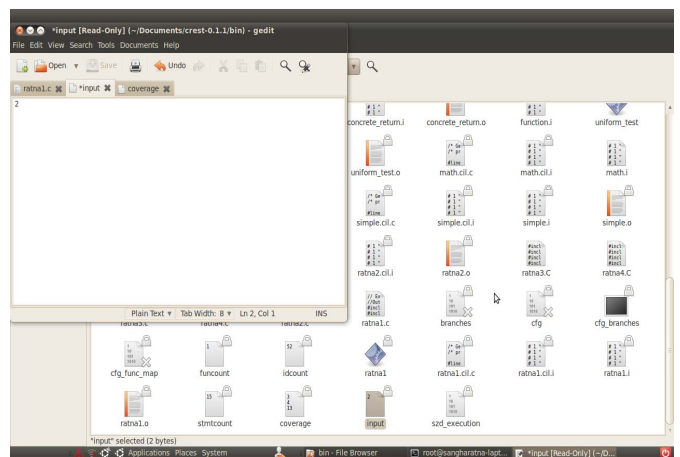 *input [Read-Only] (~/Documents/crest-0.1.1/bin) - gedit
File Edit View Search Tools Documents Help
Open Save Undo
ratna1.c *input coverage
2
Plain Text Tab Width: 8 Ln 2, Col 1 INS
concrete_return.i concrete_return.o function.i uniform_test
uniform_test.o math.cil.c math.cil.i math.i
simple.cil.c simple.cil.i simple.i simple.o
ratna2.cil.i ratna2.o ratna3.C ratna4.C
ratna1.c branches cfg cfg_branches
ratna3.c ratna4.c ratna2.c
cfg_func_map funcount idcount ratna1 ratna1.cil.c ratna1.cil.i ratna1.i
ratna1.o stmtcount coverage input szd_execution
"input" selected (2 bytes)
Applications Places System bin - File Browser root@sangharatna-lapt... *input [Read-Only] (~/D...